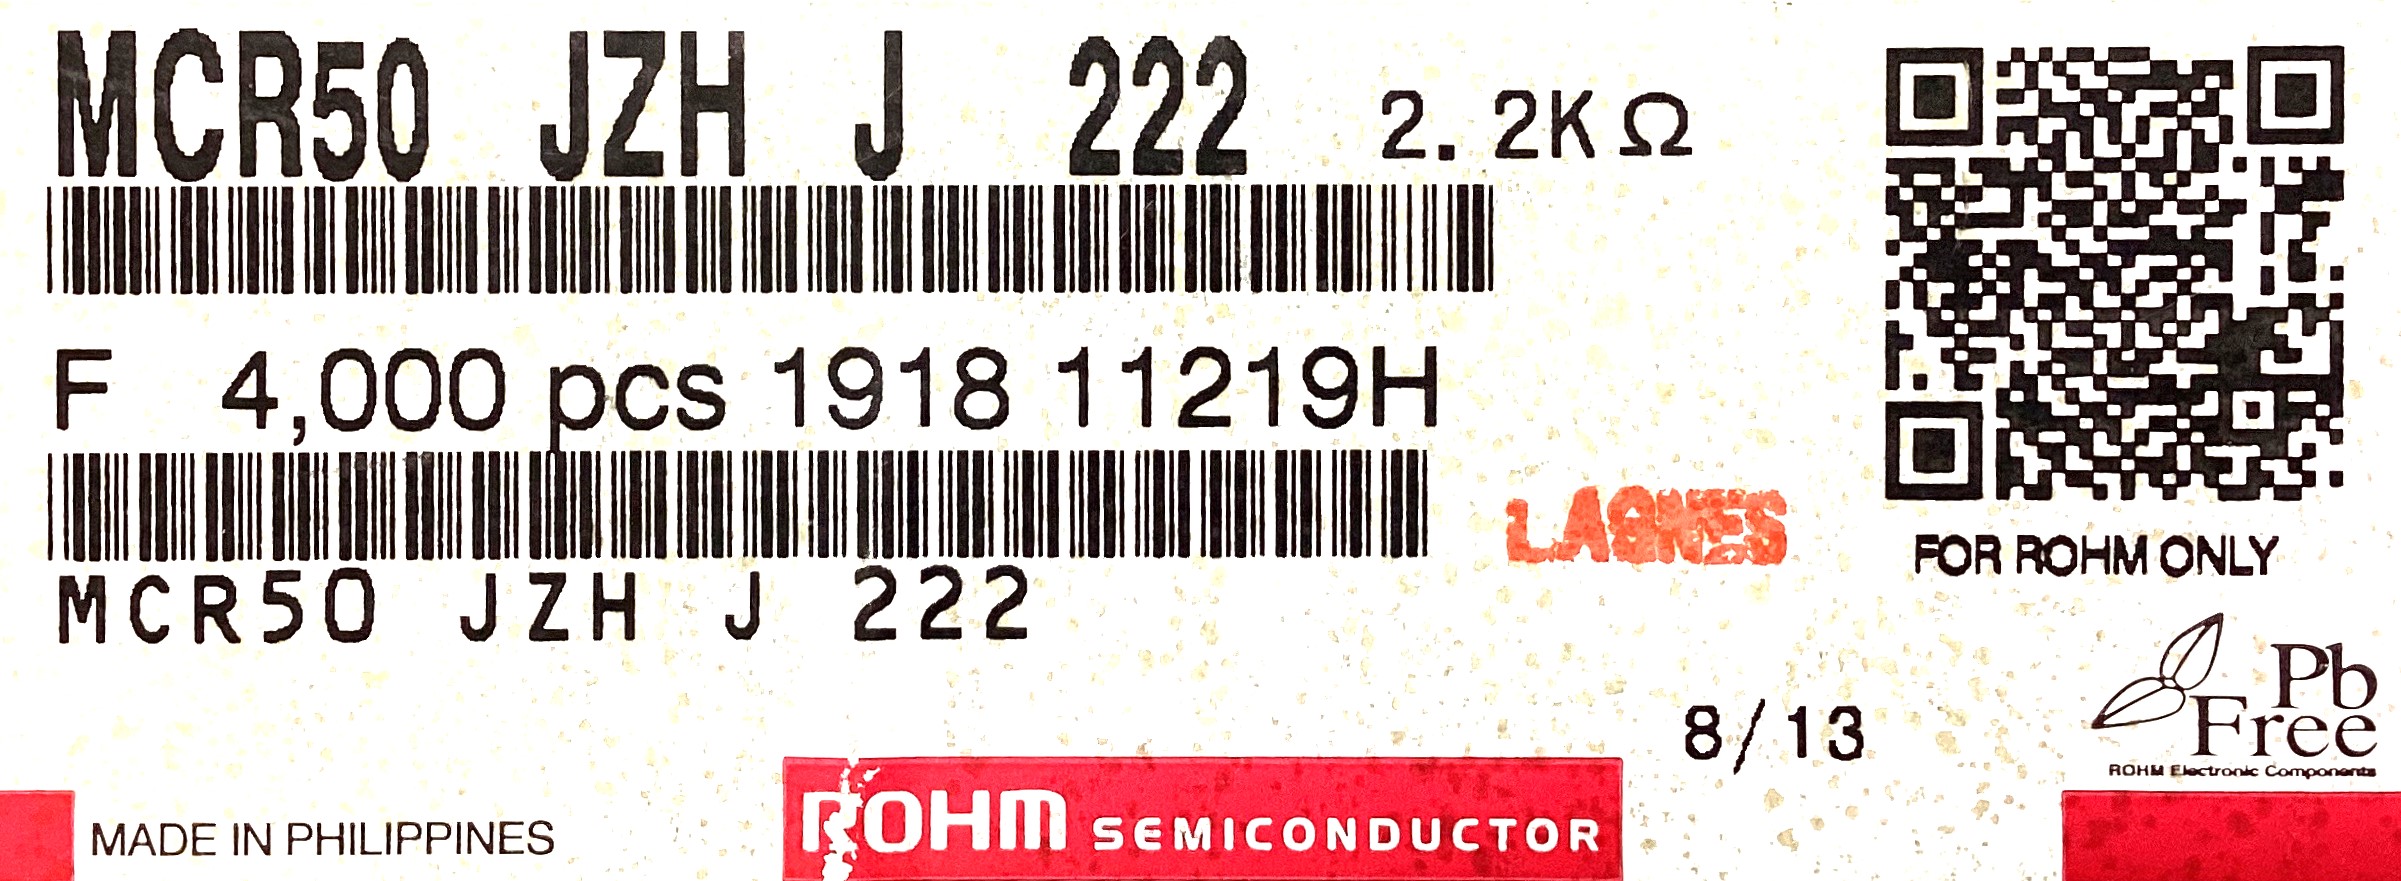 MCR50 JZH J 222 2.2KΩ
F 4,000 pcs 1918 11219H
MCR50 JZH J 222
FOR ROHM ONLY
8/13
Pb
Free
ROHM Electronic Components
MADE IN PHILIPPINES
ROHM SEMICONDUCTOR